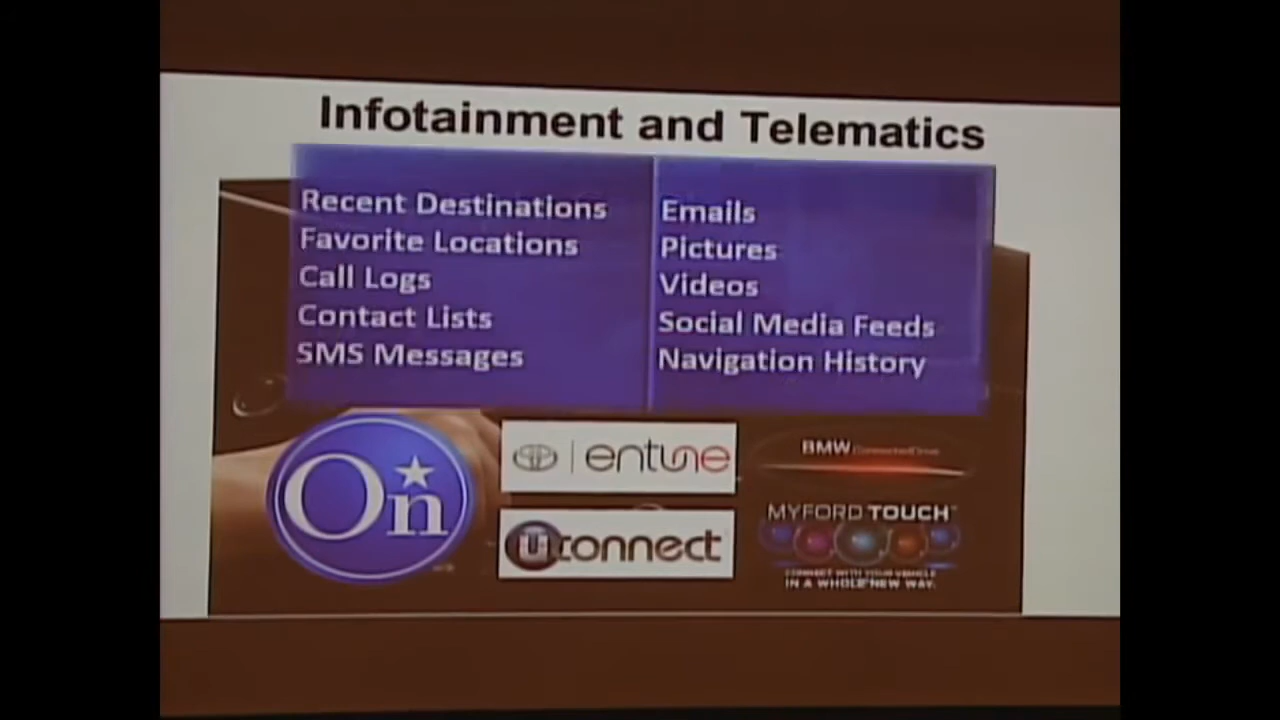 Infotainment and Telematics
Recent Destinations
Favorite Locations
Call Logs
Contact Lists
SMS Messages
Emails
Pictures
Videos
Social Media Feeds
Navigation History
On
entune
BMW ConnectedDrive
uconnect
MYFORD TOUCH
CONNECT WITH YOUR VEHICLE
IN A WHOLE NEW WAY.